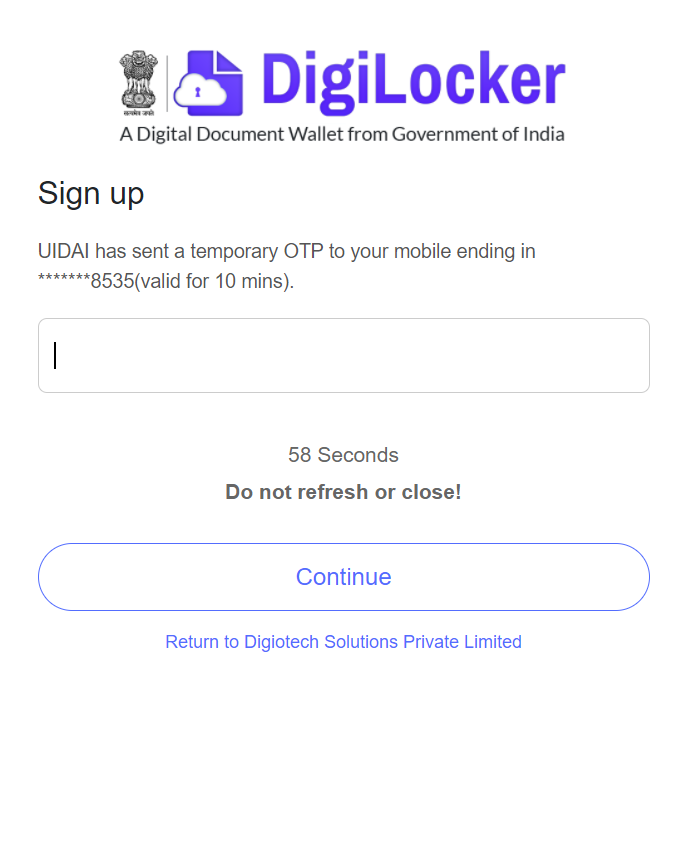 DigiLocker
A Digital Document Wallet from Government of India
Sign up
UIDAI has sent a temporary OTP to your mobile ending in
*******8535(valid for 10 mins).
58 Seconds
Do not refresh or close!
Continue
Return to Digiotech Solutions Private Limited